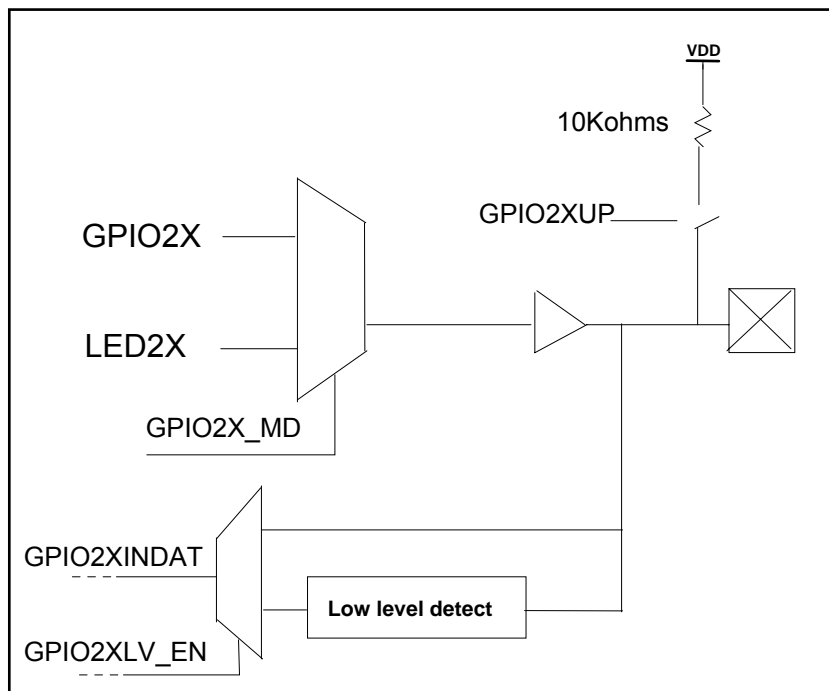 VDD
10Kohms
GPIO2XUP
GPIO2X
LED2X
GPIO2X_MD
GPIO2XINDAT
Low level detect
GPIO2XLV_EN